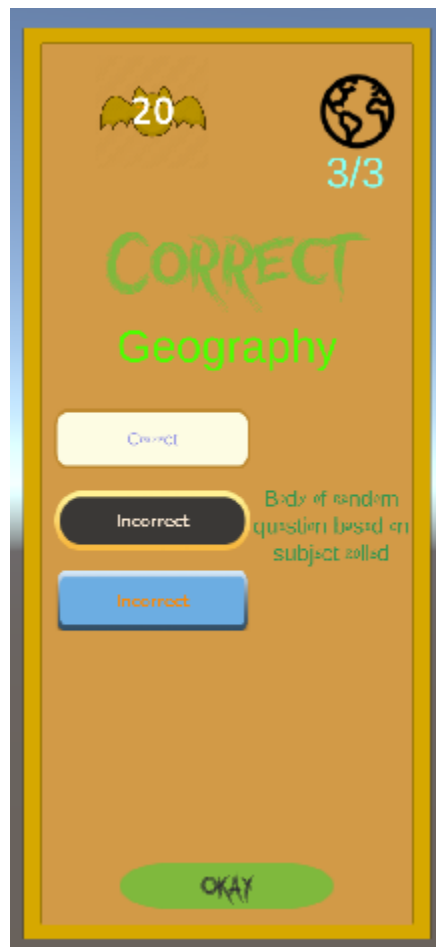 20
3/3
CORRECT
Geography
Correct
Incorrect
Incorrect
Body of random
question based on
subject rolled
OKAY